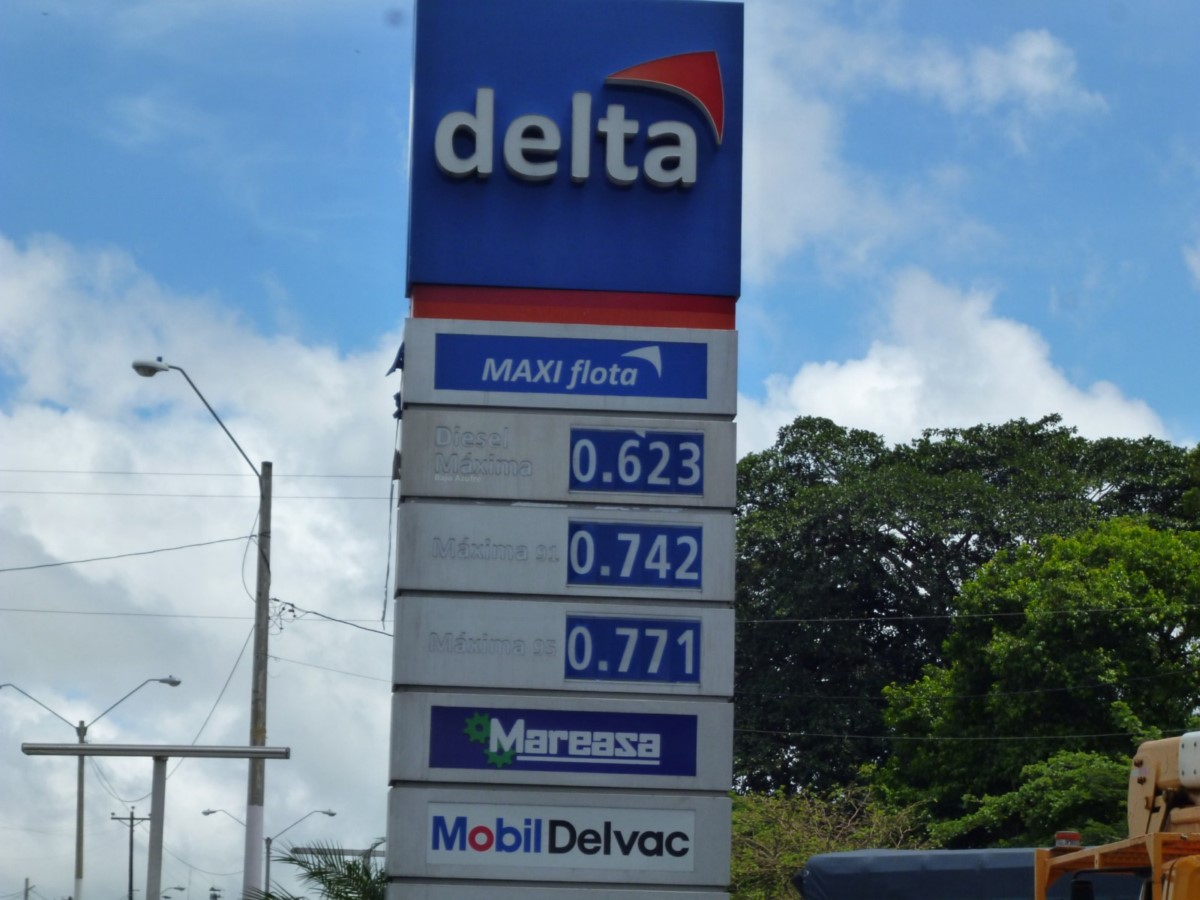 delta
MAXI flota
Diesel
Máxima
0.623
Máxima 91
0.742
Máxima 95
0.771
Mareasa
Mobil Delvac